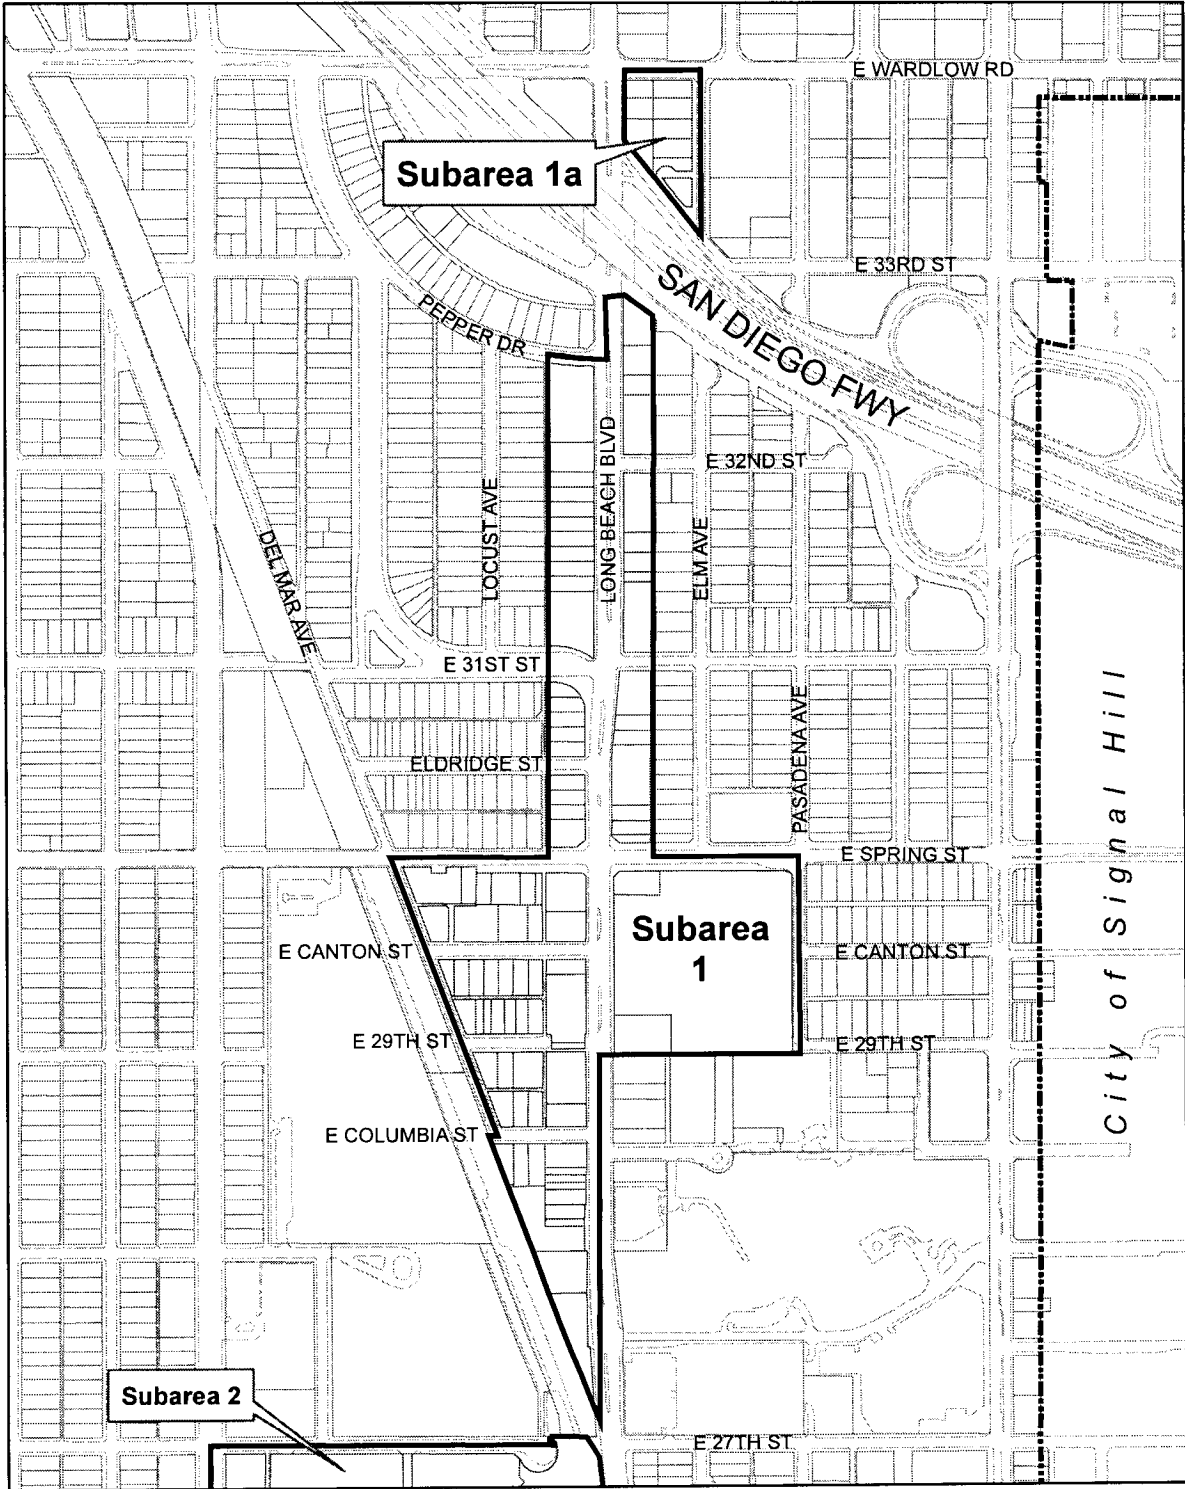 E WARDLOW RD
Subarea 1a
E 33RD ST
SAN DIEGO FWY
PEPPER DR
LONG BEACH BLVD
E 32ND ST
LOCUST AVE
ELM AVE
DEL MAR AVE
E 31ST ST
PASADENA AVE
City of Signal Hill
ELDRIDGE ST
E SPRING ST
Subarea
1
E CANTON ST
E CANTON ST
E 29TH ST
E 29TH ST
E COLUMBIA ST
Subarea 2
E 27TH ST